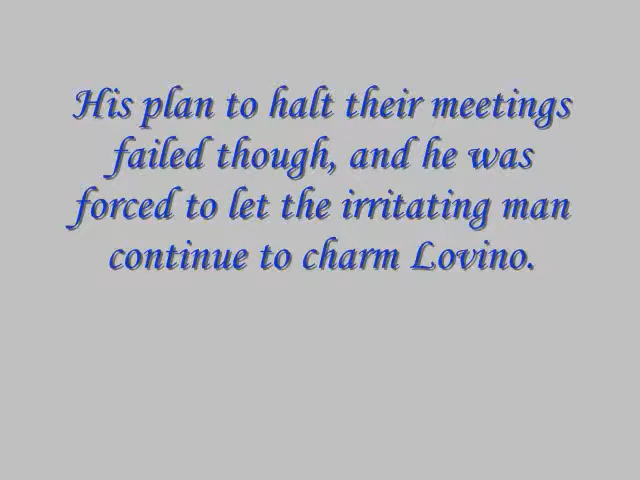 His plan to halt their meetings
failed though, and he was
forced to let the irritating man
continue to charm Lovino.